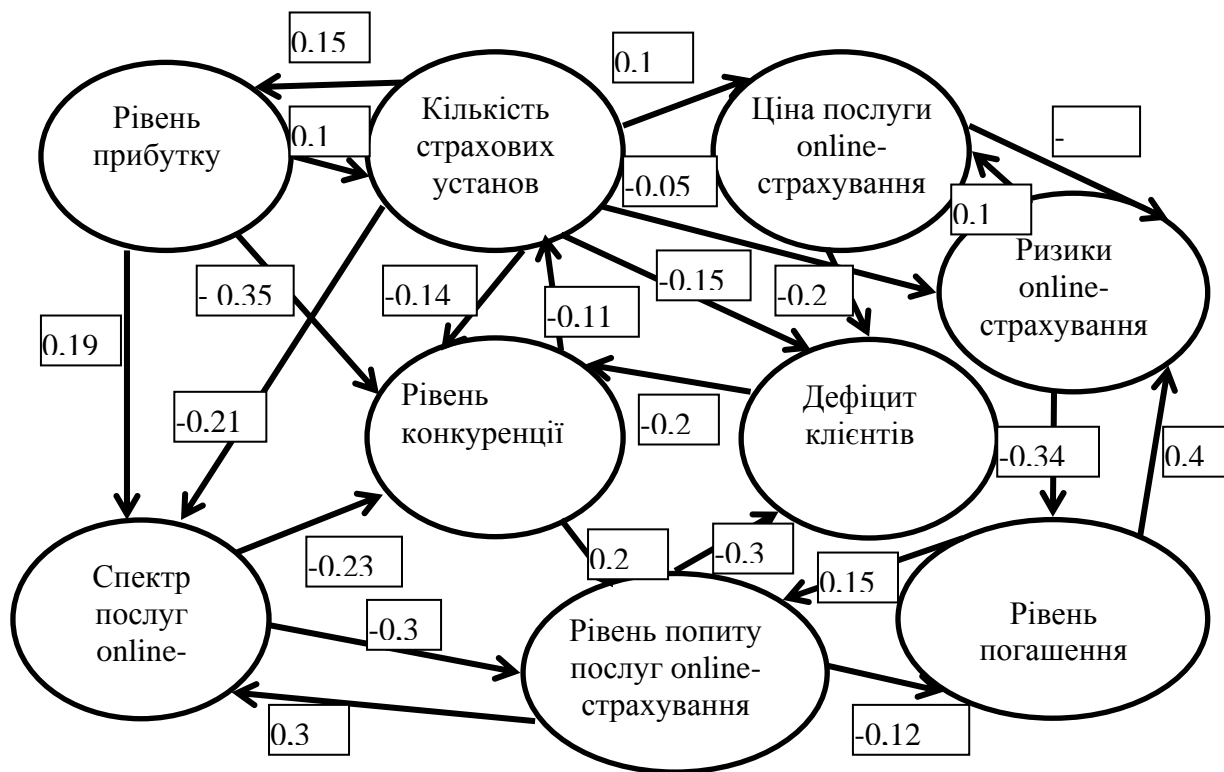 0.15
0.1
Рівень
прибутку
0.1
Кількість
страхових
установ
Ціна послуги
online-
страхування
-
-0.05
0.1
Ризики
online-
страхування
- 0.35
-0.14
-0.11
-0.15
-0.2
0.19
-0.21
Рівень
конкуренції
-0.2
Дефіцит
клієнтів
-0.34
0.4
-0.23
0.2
-0.3
0.15
Спектр
послуг
online-
-0.3
Рівень попиту
послуг online-
страхування
Рівень
погашення
0.3
-0.12